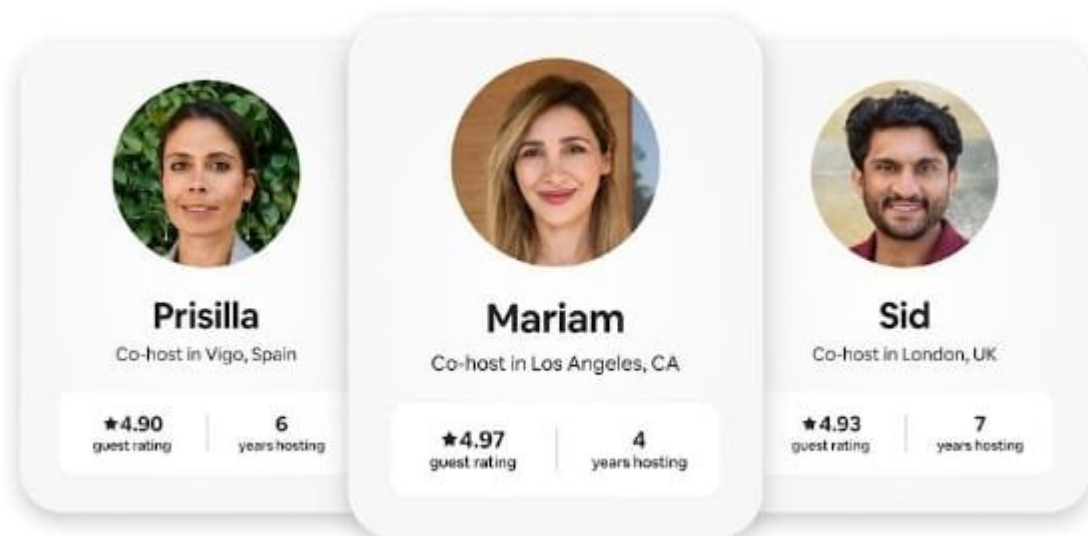 Prisilla
Co-host in Vigo, Spain
★4.90
guest rating
6
years hosting
Mariam
Co-host in Los Angeles, CA
★4.97
guest rating
4
years hosting
Sid
Co-host in London, UK
★4.93
guest rating
7
years hosting